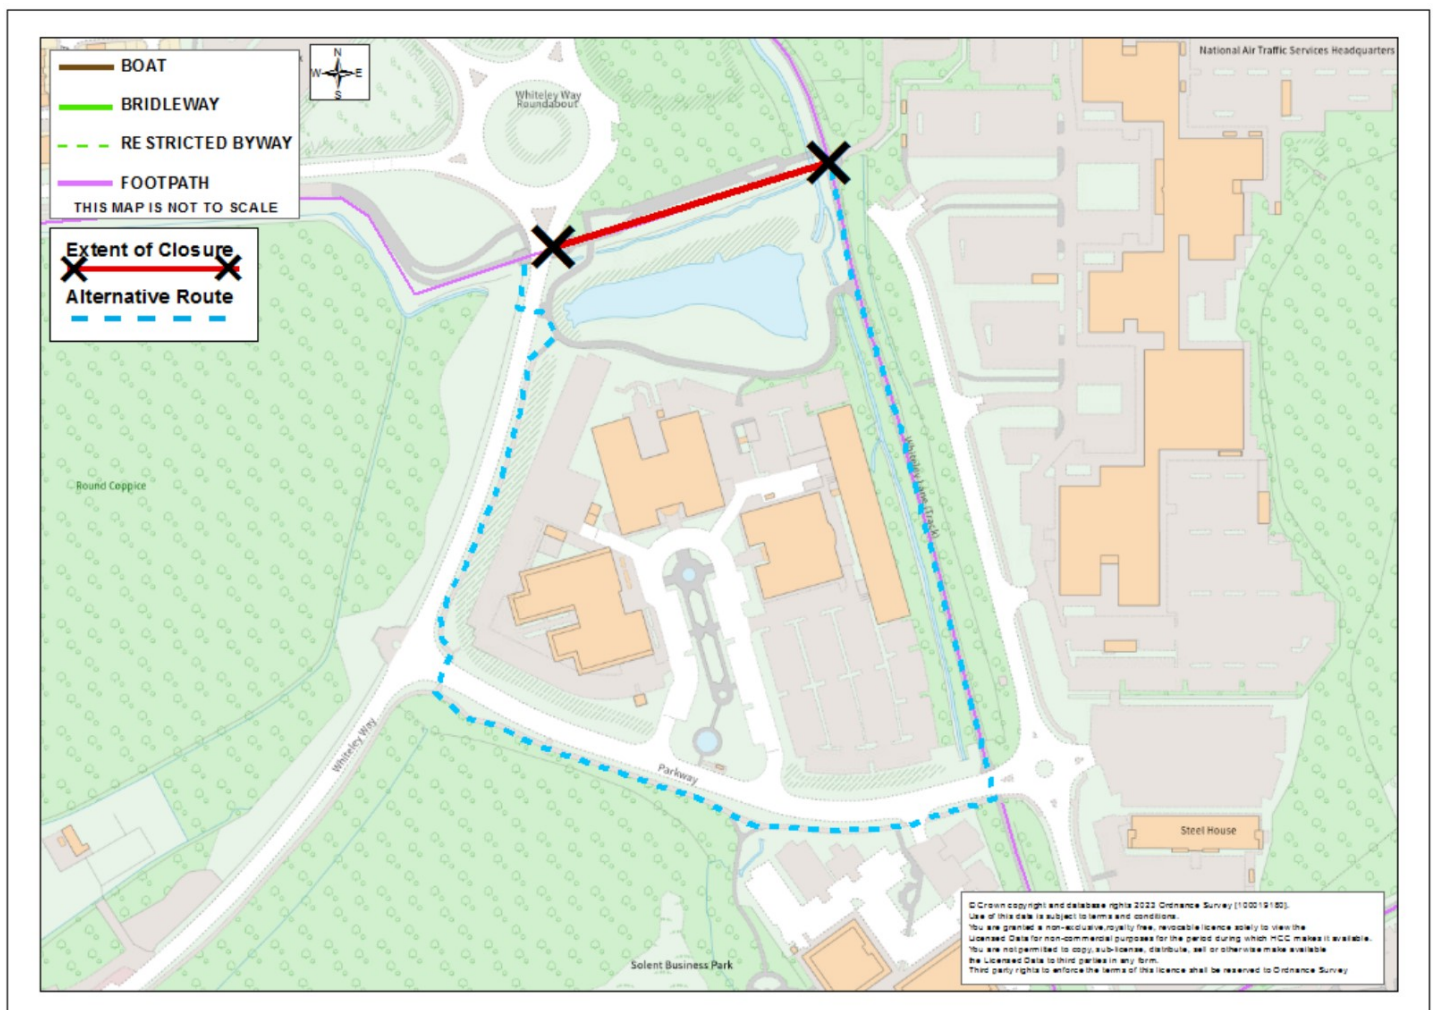 BOAT
BRIDLEWAY
RESTRICTED BYWAY
FOOTPATH
THIS MAP IS NOT TO SCALE
Extent of Closure
Alternative Route
N
W E
S
Whiteley Way
Roundabout
National Air Traffic Services Headquarters
Round Coppice
Whiteley Lane (Track)
Whiteley Way
Parkway
Steel House
Solent Business Park
© Crown copyright and database rights 2023 Ordnance Survey [100019180].
Use of this data is subject to terms and conditions.
You are granted a non-exclusive,royalty free, revocable licence solely to view the
Licensed Data for non-commercial purposes for the period during which HCC makes it available.
You are not permitted to copy, sub-license, distribute, sell or otherwise make available
the Licensed Data to third parties in any form.
Third party rights to enforce the terms of this licence shall be reserved to Ordnance Survey